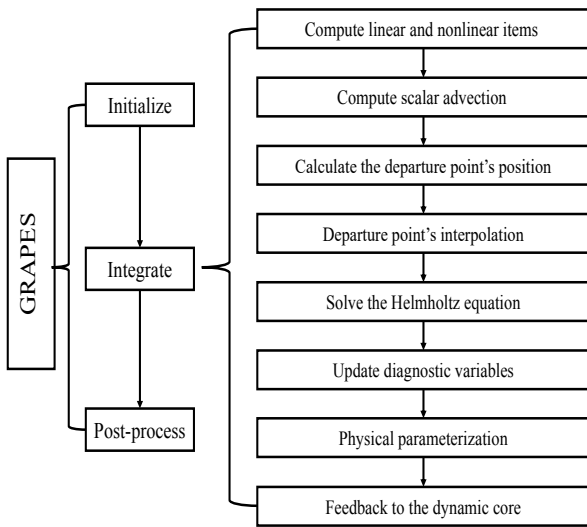 GRAPES
Initialize
Integrate
Post-process
Compute linear and nonlinear items
Compute scalar advection
Calculate the departure point's position
Departure point's interpolation
Solve the Helmholtz equation
Update diagnostic variables
Physical parameterization
Feedback to the dynamic core